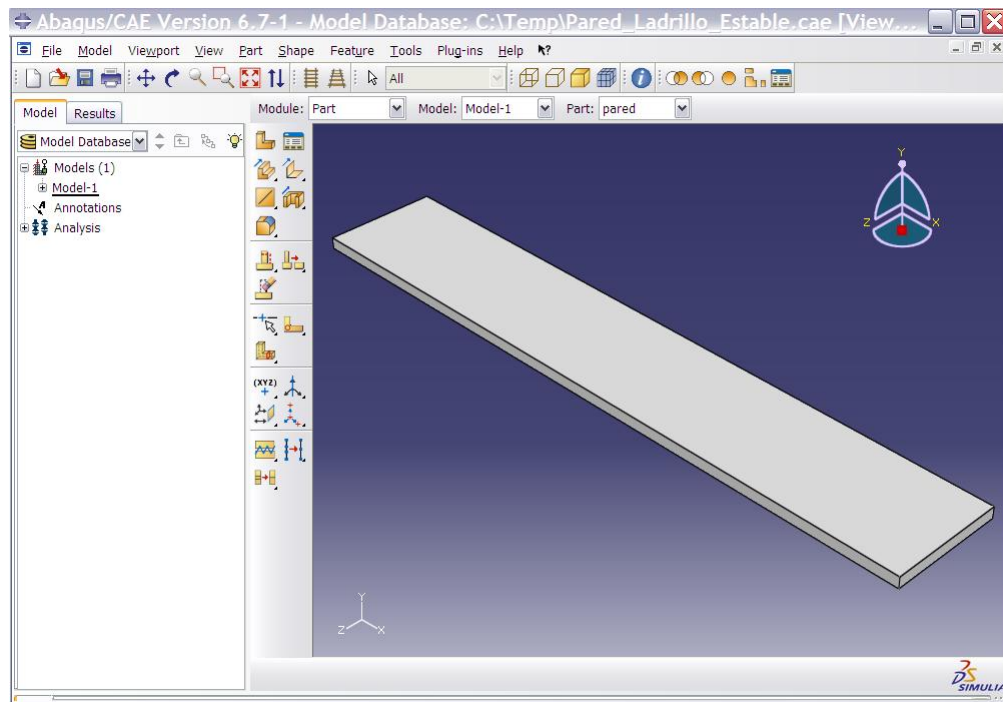 Abaqus/CAE Version 6.7-1 - Model Database: C:\Temp\Pared_Ladrillo_Estable.cae [View...
File Model Viewport View Part Shape Feature Tools Plug-ins Help
All
Model Results
Module: Part Model: Model-1 Part: pared
Model Database
Models (1)
Model-1
Annotations
Analysis
(XYZ)
Y
Z X
Y
Z X
SIMULIA